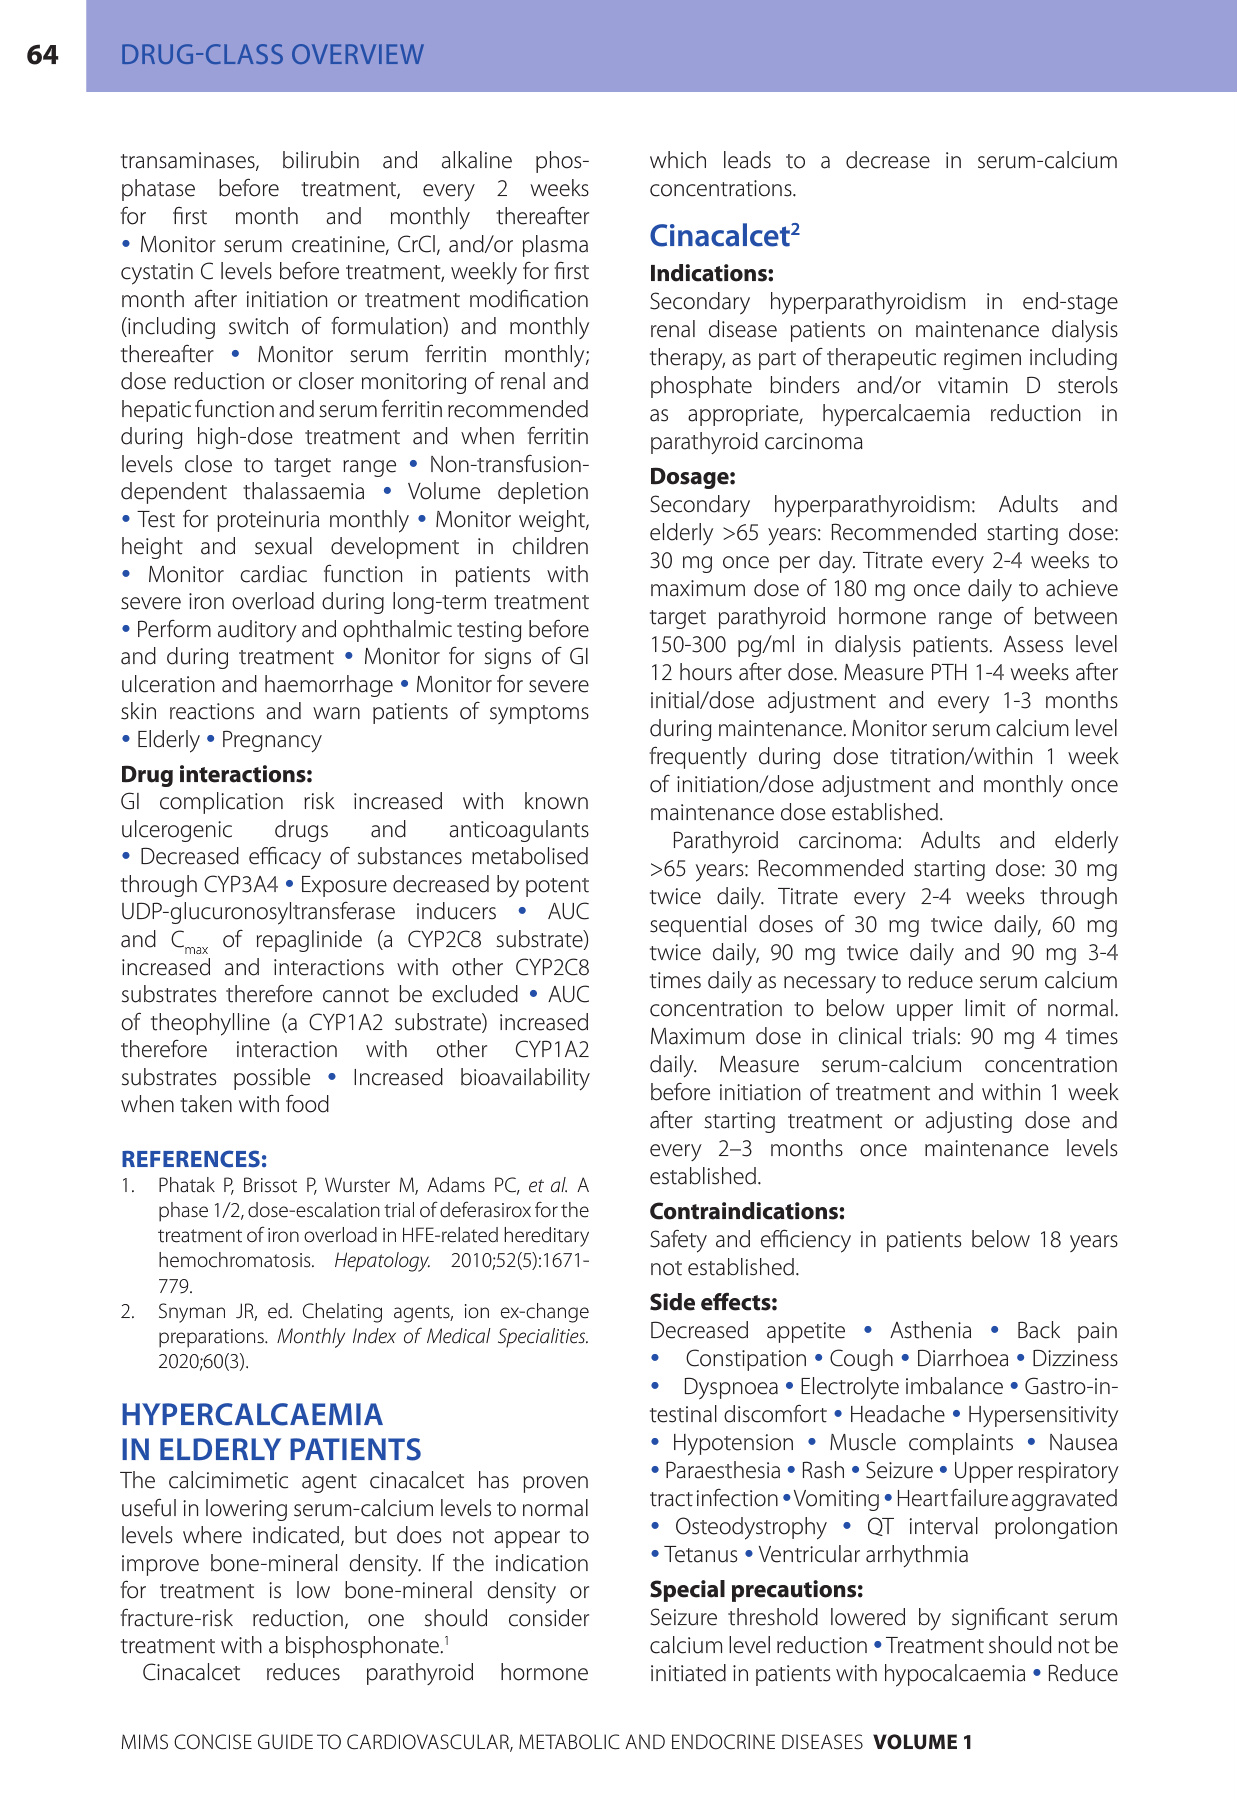 64
DRUG-CLASS OVERVIEW
transaminases, bilirubin and alkaline phos-
phatase before treatment, every 2 weeks
for first month and monthly thereafter
• Monitor serum creatinine, CrCl, and/or plasma
cystatin C levels before treatment, weekly for first
month after initiation or treatment modification
(including switch of formulation) and monthly
thereafter • Monitor serum ferritin monthly;
dose reduction or closer monitoring of renal and
hepatic function and serum ferritin recommended
during high-dose treatment and when ferritin
levels close to target range • Non-transfusion-
dependent thalassaemia • Volume depletion
• Test for proteinuria monthly • Monitor weight,
height and sexual development in children
• Monitor cardiac function in patients with
severe iron overload during long-term treatment
• Perform auditory and ophthalmic testing before
and during treatment • Monitor for signs of GI
ulceration and haemorrhage • Monitor for severe
skin reactions and warn patients of symptoms
• Elderly • Pregnancy
Drug interactions:
GI complication risk increased with known
ulcerogenic drugs and anticoagulants
• Decreased efficacy of substances metabolised
through CYP3A4 • Exposure decreased by potent
UDP-glucuronosyltransferase inducers • AUC
and Cmax of repaglinide (a CYP2C8 substrate)
increased and interactions with other CYP2C8
substrates therefore cannot be excluded • AUC
of theophylline (a CYP1A2 substrate) increased
therefore interaction with other CYP1A2
substrates possible • Increased bioavailability
when taken with food
REFERENCES:
1. Phatak P, Brissot P, Wurster M, Adams PC, et al. A
phase 1/2, dose-escalation trial of deferasirox for the
treatment of iron overload in HFE-related hereditary
hemochromatosis. Hepatology. 2010;52(5):1671-
779.
2. Snyman JR, ed. Chelating agents, ion ex-change
preparations. Monthly Index of Medical Specialities.
2020;60(3).
HYPERCALCAEMIA
IN ELDERLY PATIENTS
The calcimimetic agent cinacalcet has proven
useful in lowering serum-calcium levels to normal
levels where indicated, but does not appear to
improve bone-mineral density. If the indication
for treatment is low bone-mineral density or
fracture-risk reduction, one should consider
treatment with a bisphosphonate.1
Cinacalcet reduces parathyroid hormone
which leads to a decrease in serum-calcium
concentrations.
Cinacalcet2
Indications:
Secondary hyperparathyroidism in end-stage
renal disease patients on maintenance dialysis
therapy, as part of therapeutic regimen including
phosphate binders and/or vitamin D sterols
as appropriate, hypercalcaemia reduction in
parathyroid carcinoma
Dosage:
Secondary hyperparathyroidism: Adults and
elderly >65 years: Recommended starting dose:
30 mg once per day. Titrate every 2-4 weeks to
maximum dose of 180 mg once daily to achieve
target parathyroid hormone range of between
150-300 pg/ml in dialysis patients. Assess level
12 hours after dose. Measure PTH 1-4 weeks after
initial/dose adjustment and every 1-3 months
during maintenance. Monitor serum calcium level
frequently during dose titration/within 1 week
of initiation/dose adjustment and monthly once
maintenance dose established.
Parathyroid carcinoma: Adults and elderly
>65 years: Recommended starting dose: 30 mg
twice daily. Titrate every 2-4 weeks through
sequential doses of 30 mg twice daily, 60 mg
twice daily, 90 mg twice daily and 90 mg 3-4
times daily as necessary to reduce serum calcium
concentration to below upper limit of normal.
Maximum dose in clinical trials: 90 mg 4 times
daily. Measure serum-calcium concentration
before initiation of treatment and within 1 week
after starting treatment or adjusting dose and
every 2–3 months once maintenance levels
established.
Contraindications:
Safety and efficiency in patients below 18 years
not established.
Side effects:
Decreased appetite • Asthenia • Back pain
• Constipation • Cough • Diarrhoea • Dizziness
• Dyspnoea • Electrolyte imbalance • Gastro-in-
testinal discomfort • Headache • Hypersensitivity
• Hypotension • Muscle complaints • Nausea
• Paraesthesia • Rash • Seizure • Upper respiratory
tract infection • Vomiting • Heart failure aggravated
• Osteodystrophy • QT interval prolongation
• Tetanus • Ventricular arrhythmia
Special precautions:
Seizure threshold lowered by significant serum
calcium level reduction • Treatment should not be
initiated in patients with hypocalcaemia • Reduce
MIMS CONCISE GUIDE TO CARDIOVASCULAR, METABOLIC AND ENDOCRINE DISEASES VOLUME 1